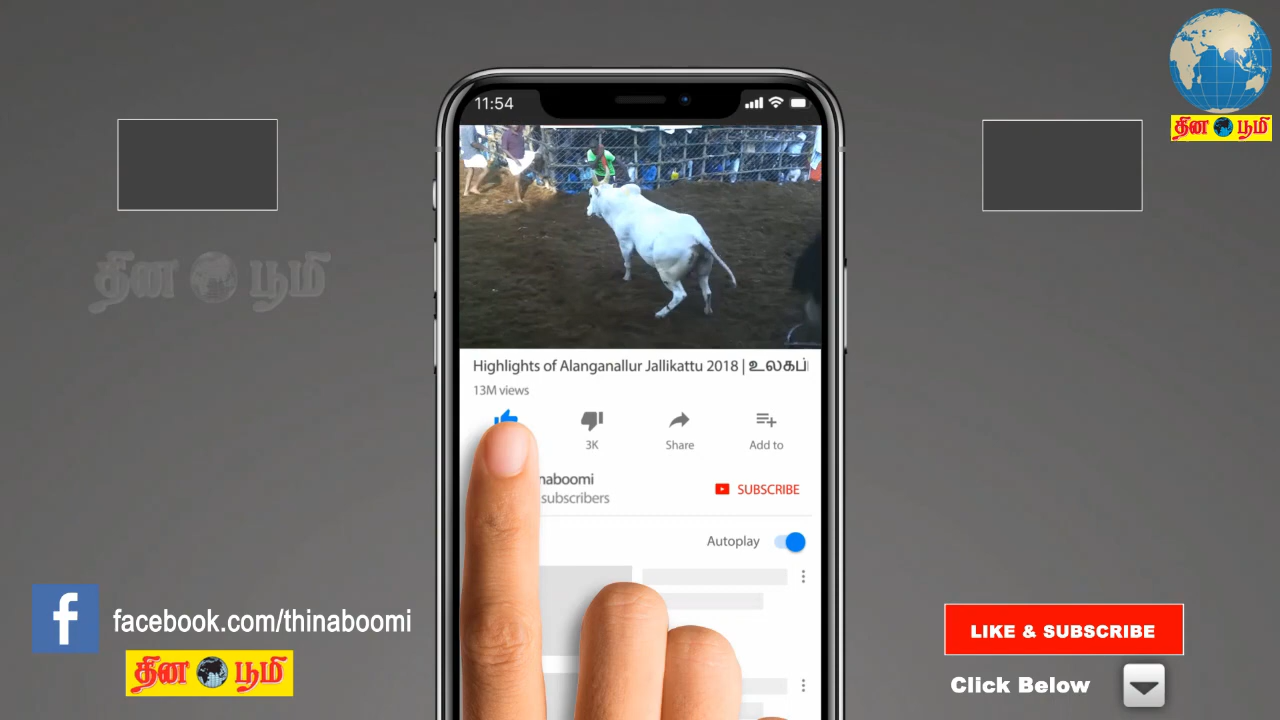 தின பூமி
11:54
தின பூமி
Highlights of Alanganallur Jallikattu 2018 | உலகப்
13M views
3K
Share
Add to
naboomi
subscribers
SUBSCRIBE
Autoplay
facebook.com/thinaboomi
தின பூமி
LIKE & SUBSCRIBE
Click Below